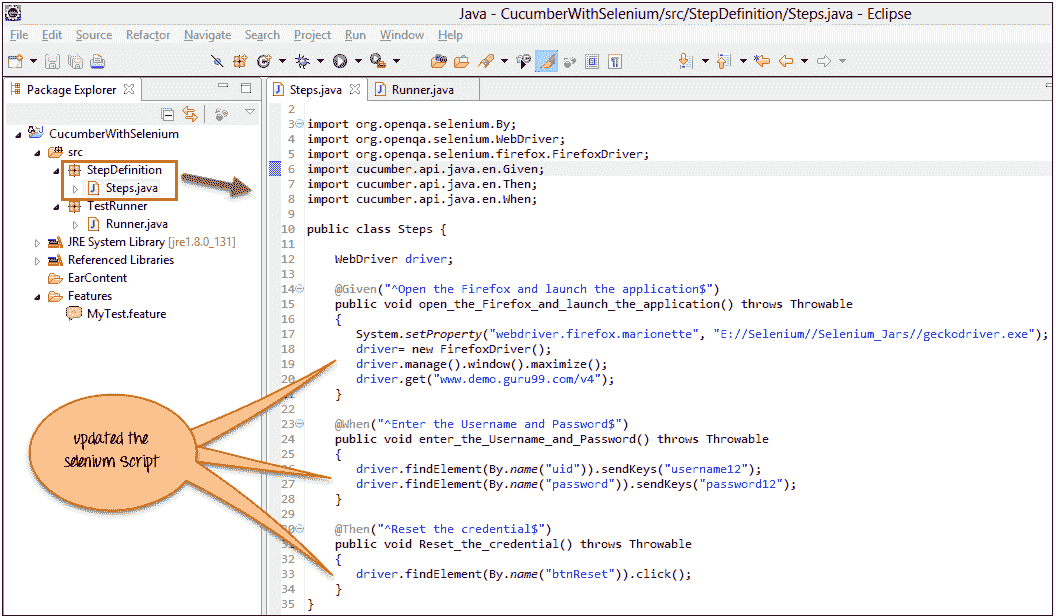 Java - CucumberWithSelenium/src/StepDefinition/Steps.java - Eclipse
File Edit Source Refactor Navigate Search Project Run Window Help
Package Explorer
CucumberWithSelenium
src
StepDefinition
Steps.java
TestRunner
Runner.java
JRE System Library [jre1.8.0_131]
Referenced Libraries
EarContent
Features
MyTest.feature
updated the
selenium script
Steps.java Runner.java
2
3 import org.openqa.selenium.By;
4 import org.openqa.selenium.WebDriver;
5 import org.openqa.selenium.firefox.FirefoxDriver;
6 import cucumber.api.java.en.Given;
7 import cucumber.api.java.en.Then;
8 import cucumber.api.java.en.When;
9
10 public class Steps {
11
12 WebDriver driver;
13
14 @Given("^Open the Firefox and launch the application$")
15 public void open_the_Firefox_and_launch_the_application() throws Throwable
16 {
17 System.setProperty("webdriver.firefox.marionette", "E://Selenium//Selenium_Jars//geckodriver.exe");
18 driver= new FirefoxDriver();
19 driver.manage().window().maximize();
20 driver.get("www.demo.guru99.com/v4");
21 }
22
23 @When("^Enter the Username and Password$")
24 public void enter_the_Username_and_Password() throws Throwable
25 {
26 driver.findElement(By.name("uid")).sendKeys("username12");
27 driver.findElement(By.name("password")).sendKeys("password12");
28 }
29
30 @Then("^Reset the credential$")
31 public void Reset_the_credential() throws Throwable
32 {
33 driver.findElement(By.name("btnReset")).click();
34 }
35 }